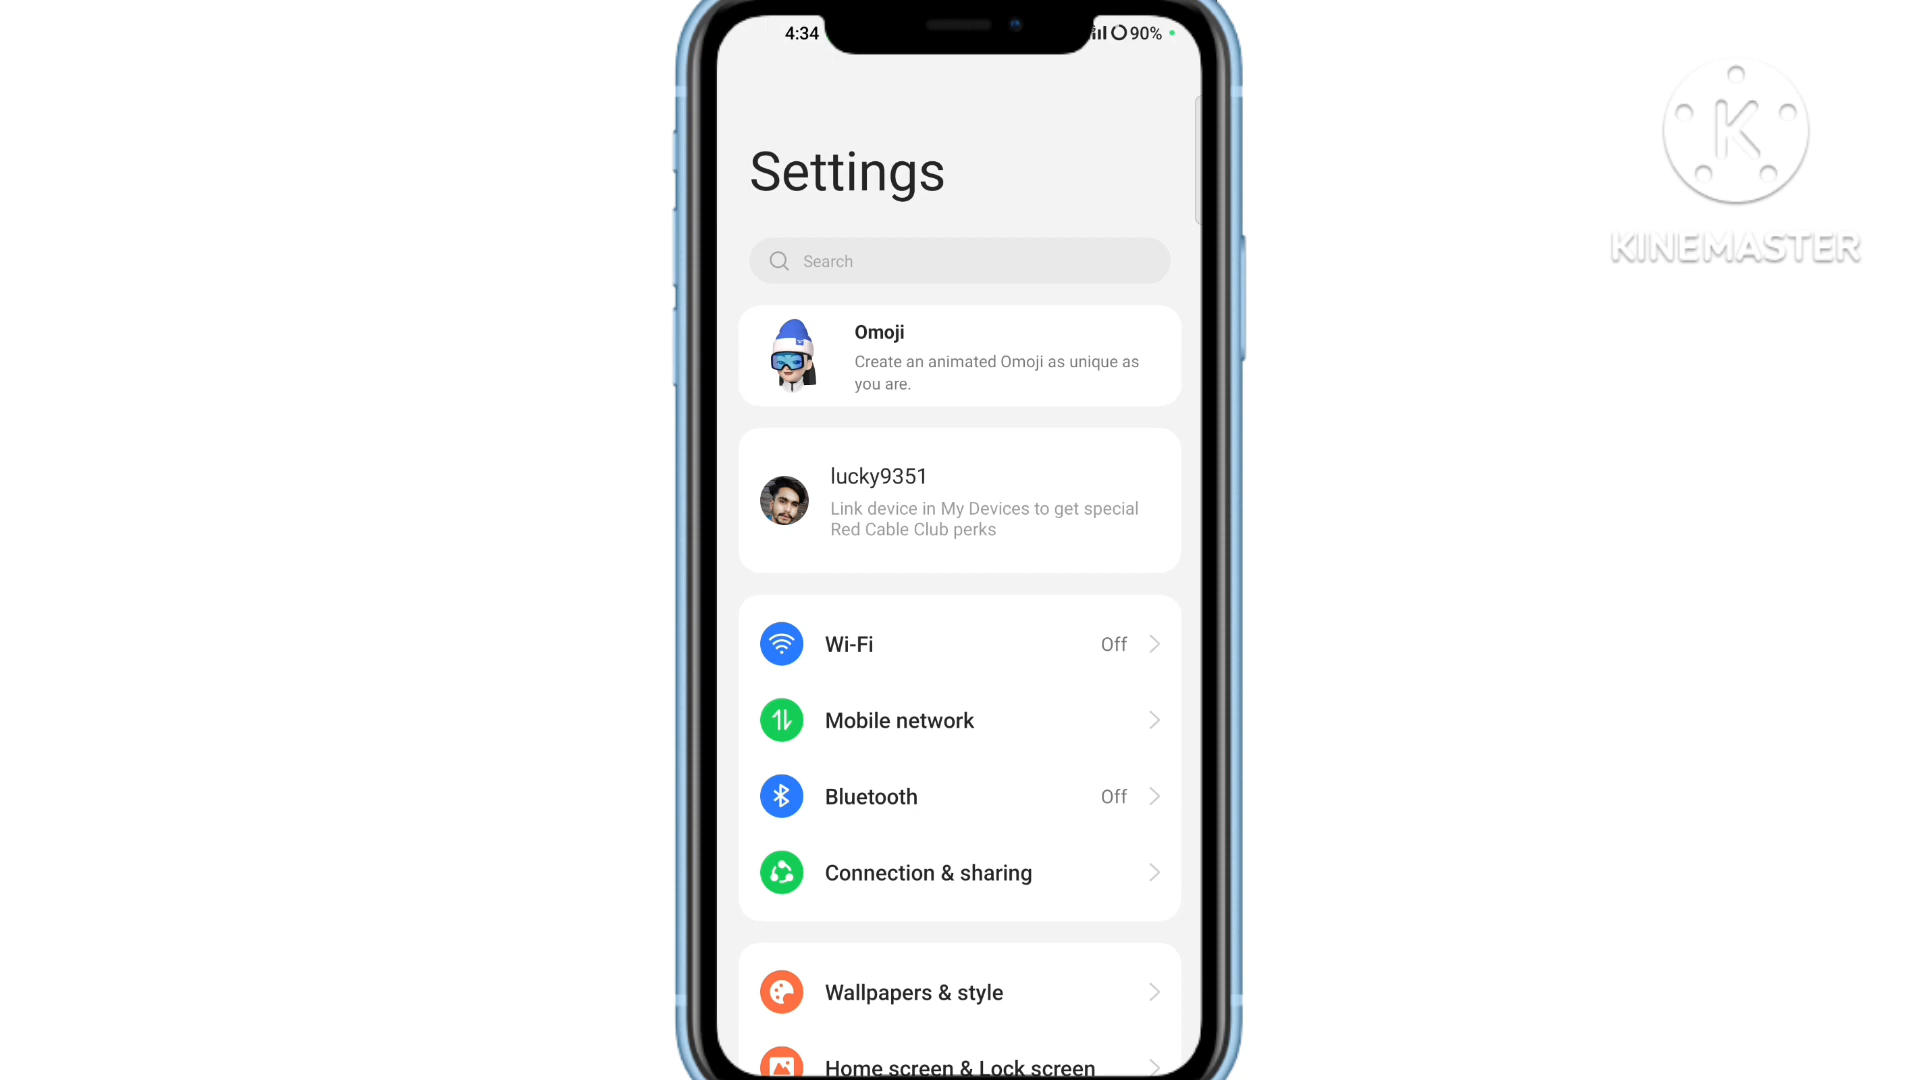 4:34
90%
Settings
Search
Omoji
Create an animated Omoji as unique as
you are.
lucky9351
Link device in My Devices to get special
Red Cable Club perks
Wi-Fi Off
Mobile network
Bluetooth Off
Connection & sharing
Wallpapers & style
Home screen & Lock screen
K
KINEMASTER